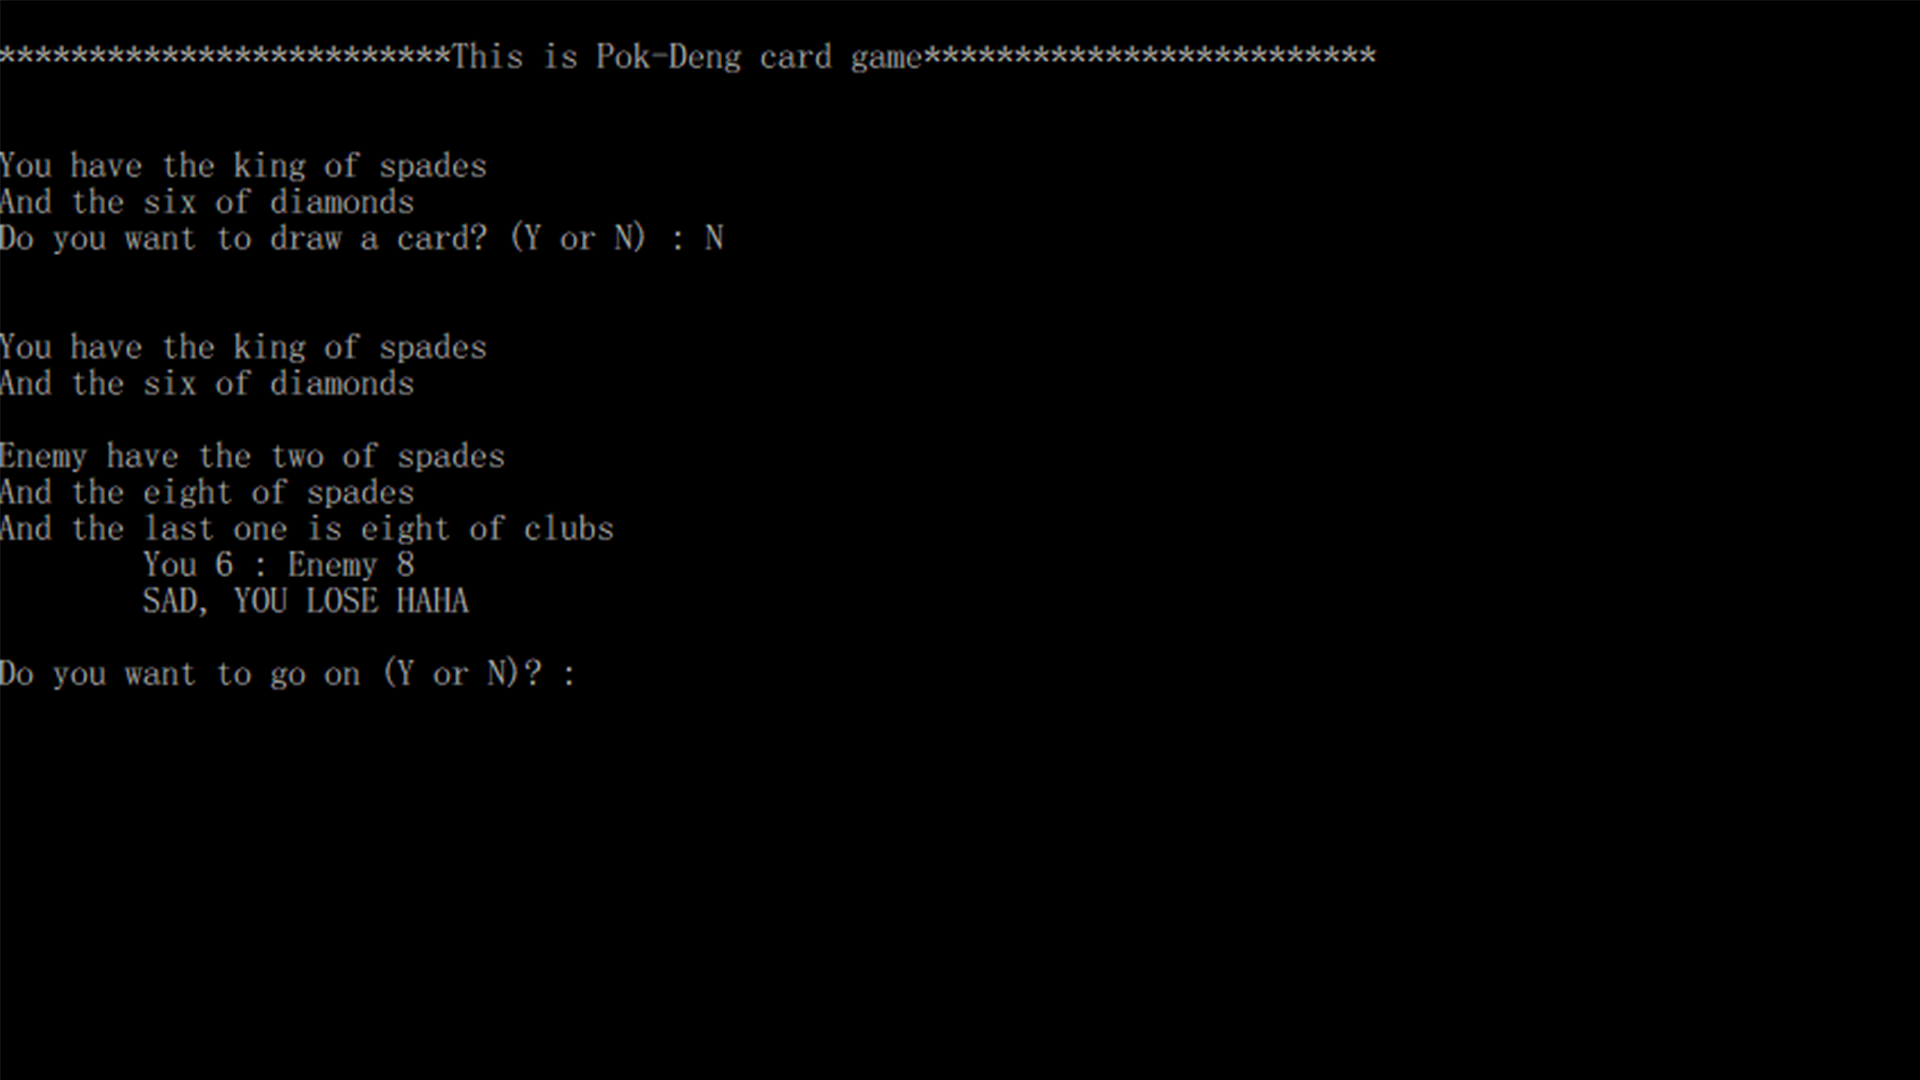 *************************This is Pok-Deng card game*************************
You have the king of spades
And the six of diamonds
Do you want to draw a card? (Y or N) : N
You have the king of spades
And the six of diamonds
Enemy have the two of spades
And the eight of spades
And the last one is eight of clubs
You 6 : Enemy 8
SAD, YOU LOSE HAHA
Do you want to go on (Y or N)? :